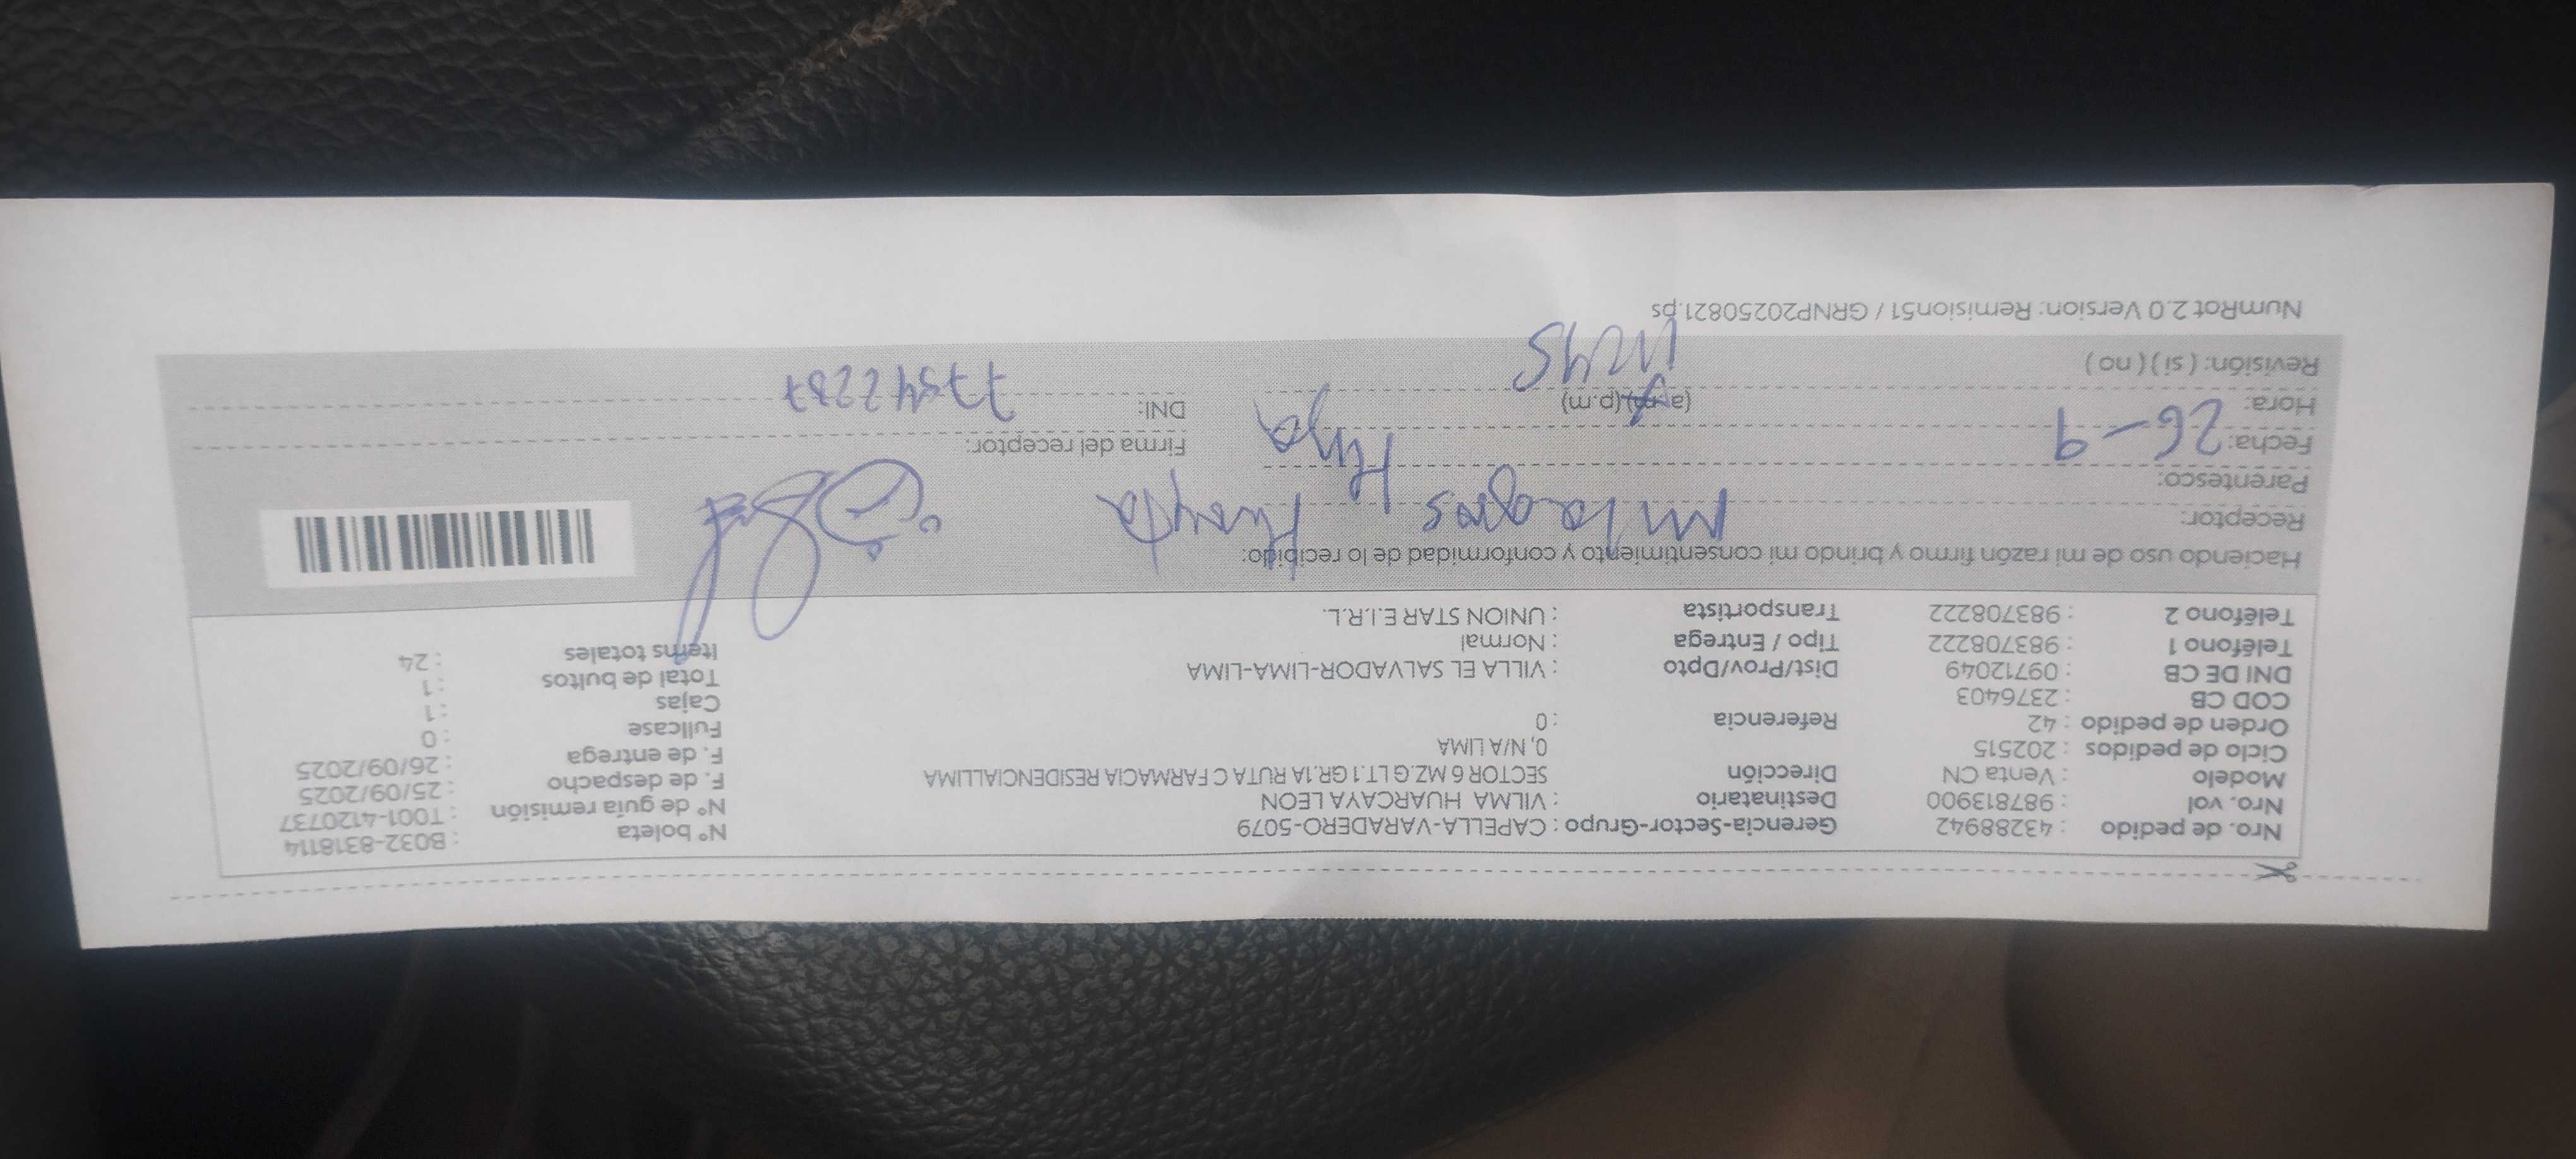 Nro. de pedido : 43288942 Gerencia-Sector-Grupo : CAPELLA-VARADERO-5079 N° boleta : B032-8318114
Nro. vol : 987813900 Destinatario : VILMA HUARCAYA LEON N° de guía remisión : T001-4120737
Modelo : Venta CN Dirección SECTOR 6 MZ.G LT.1 GR.1A RUTA C FARMACIA RESIDENCIALLIMA F. de despacho : 25/09/2025
Ciclo de pedidos : 202515 0, N/A LIMA F. de entrega : 26/09/2025
Orden de pedido : 42 Referencia : 0 Fullcase : 0
COD CB : 2376403 Cajas : 1
DNI DE CB : 09712049 Dist/Prov/Dpto : VILLA EL SALVADOR-LIMA-LIMA Total de bultos : 1
Teléfono 1 : 983708222 Tipo / Entrega : Normal Items totales : 24
Teléfono 2 : 983708222 Transportista : UNION STAR E.I.R.L.
Haciendo uso de mi razón firmo y brindo mi consentimiento y conformidad de lo recibido:
Receptor: Milagros
Parentesco: Hija
Fecha: 26-9 Firma del receptor:
Hora: (a.m)(p.m) DNI:
Revisión: ( si ) ( no )
NumRot 2.0 Version: Remision51 / GRNP20250821.ps